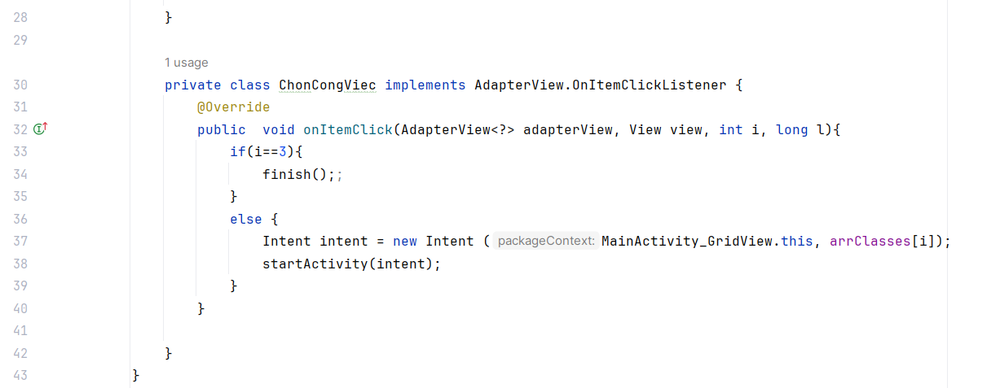 28 }
29
1 usage
30 private class ChonCongViec implements AdapterView.OnItemClickListener {
31 @Override
32 public  void onItemClick(AdapterView<?> adapterView, View view, int i, long l){
33 if(i==3){
34 finish();;
35 }
36 else {
37 Intent intent = new Intent ( packageContext: MainActivity_GridView.this, arrClasses[i]);
38 startActivity(intent);
39 }
40 }
41
42 }
43 }